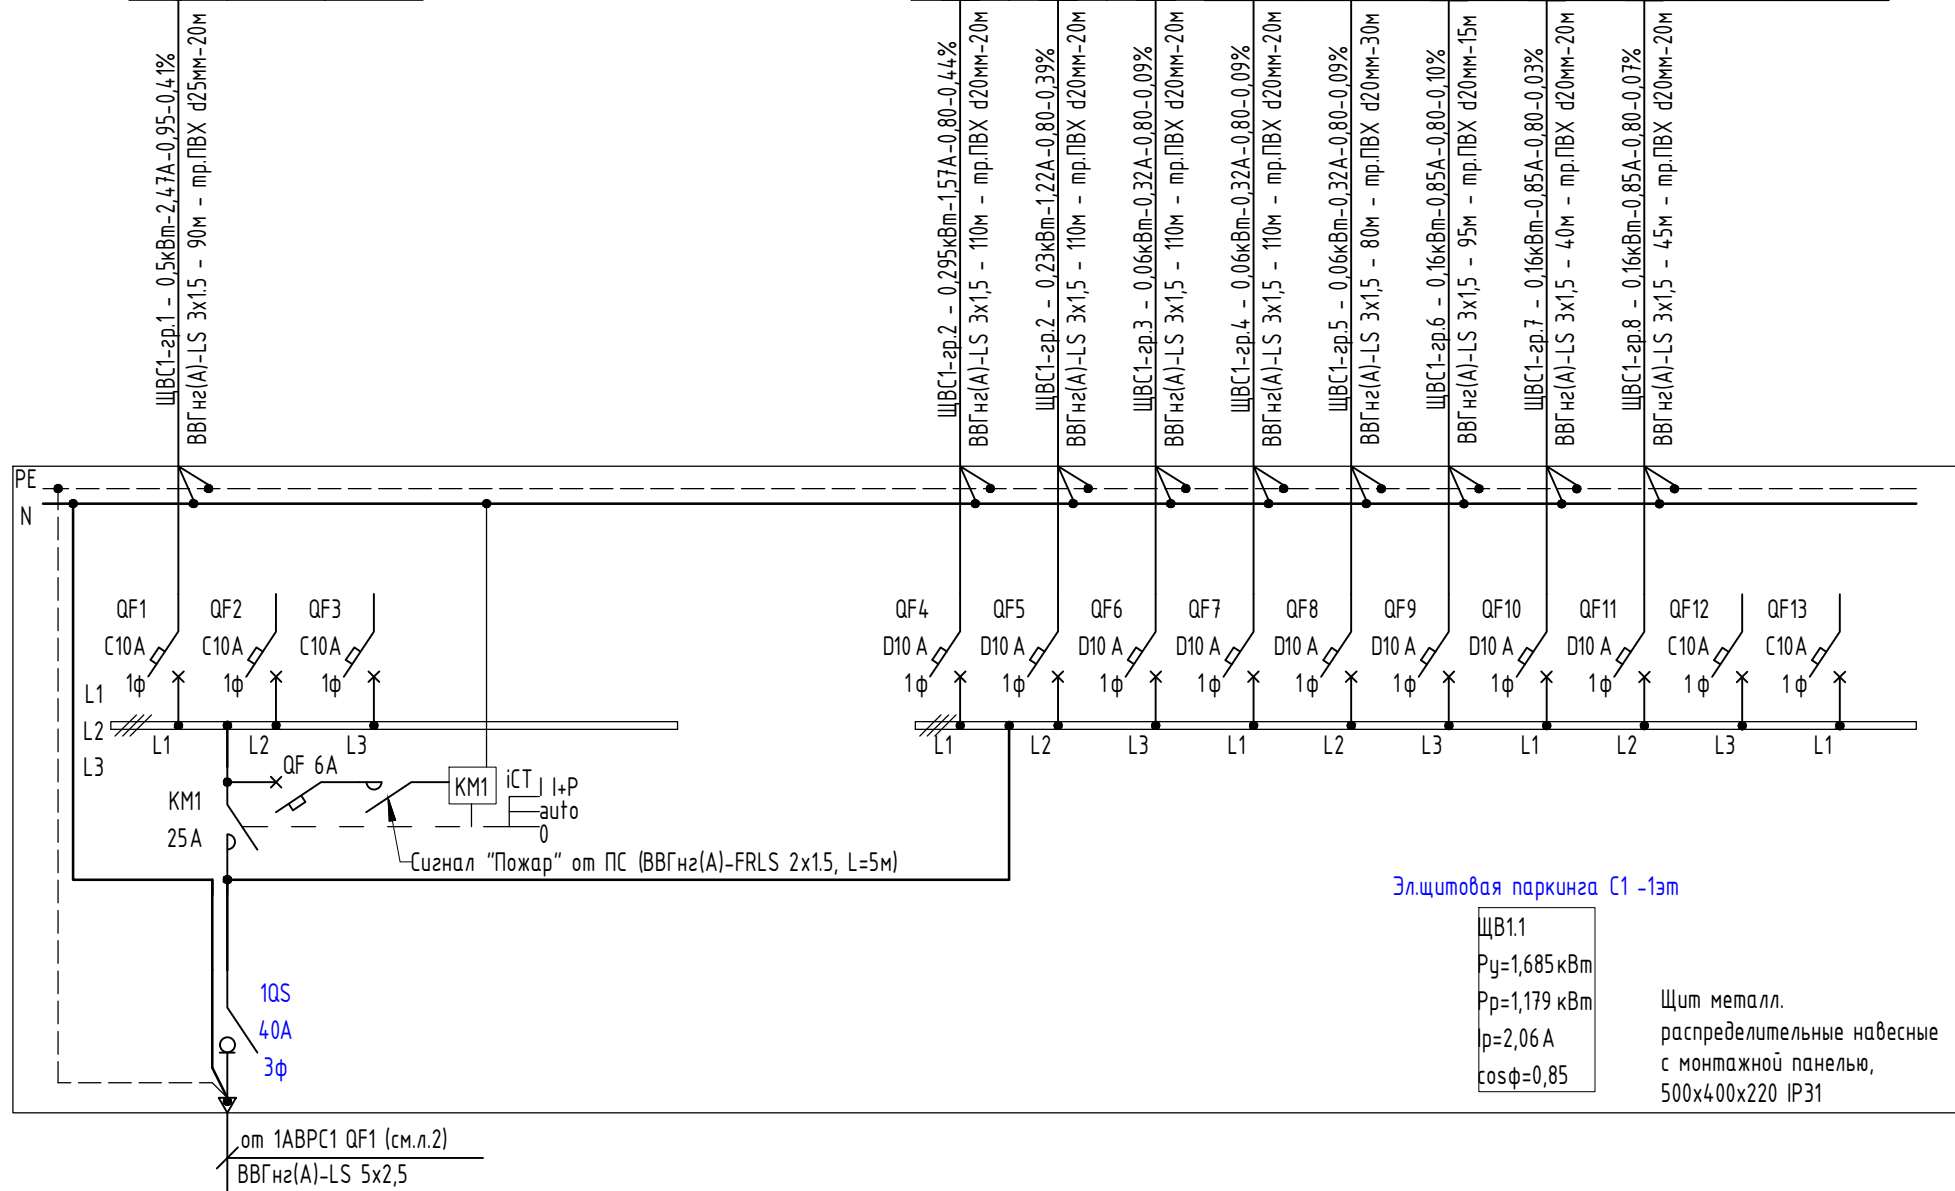 ЩВС1-гр.1 - 0,5кВт-2,47А-0,95-0,41%
ВВГнг(А)-LS 3х1.5 - 90м - тр.ПВХ d25мм-20м
ЩВС1-гр.2 - 0,295кВт-1,57А-0,80-0,44%
ВВГнг(А)-LS 3х1,5 - 110м - тр.ПВХ d20мм-20м
ЩВС1-гр.2 - 0,23кВт-1,22А-0,80-0,39%
ВВГнг(А)-LS 3х1,5 - 110м - тр.ПВХ d20мм-20м
ЩВС1-гр.3 - 0,06кВт-0,32А-0,80-0,09%
ВВГнг(А)-LS 3х1,5 - 110м - тр.ПВХ d20мм-20м
ЩВС1-гр.4 - 0,06кВт-0,32А-0,80-0,09%
ВВГнг(А)-LS 3х1,5 - 110м - тр.ПВХ d20мм-20м
ЩВС1-гр.5 - 0,06кВт-0,32А-0,80-0,09%
ВВГнг(А)-LS 3х1,5 - 80м - тр.ПВХ d20мм-30м
ЩВС1-гр.6 - 0,16кВт-0,85А-0,80-0,10%
ВВГнг(А)-LS 3х1,5 - 95м - тр.ПВХ d20мм-15м
ЩВС1-гр.7 - 0,16кВт-0,85А-0,80-0,03%
ВВГнг(А)-LS 3х1,5 - 40м - тр.ПВХ d20мм-20м
ЩВС1-гр.8 - 0,16кВт-0,85А-0,80-0,07%
ВВГнг(А)-LS 3х1,5 - 45м - тр.ПВХ d20мм-20м
PE
N
QF1 QF2 QF3 QF4 QF5 QF6 QF7 QF8 QF9 QF10 QF11 QF12 QF13
C10A C10A C10A D10 A D10 A D10 A D10 A D10 A D10 A D10 A D10 A C10A C10A
1ф 1ф 1ф 1ф 1ф 1ф 1ф 1ф 1ф 1ф 1ф 1ф 1ф
L1
L2
L3
L1 L2 L3 L1 L2 L3 L1 L2 L3 L1 L2 L3 L1
QF 6A
KM1
25A
KM1
iCT
I I+P
auto
0
Сигнал "Пожар" от ПС (ВВГнг(А)-FRLS 2х1.5, L=5м)
Эл.щитовая паркинга С1 -1эт
ЩВ1.1
Ру=1,685 кВт
Рр=1,179 кВт
Iр=2,06 А
cosφ=0,85
Щит металл.
распределительные навесные
с монтажной панелью,
500х400х220 IP31
1QS
40A
3ф
от 1АВРС1 QF1 (см.л.2)
ВВГнг(А)-LS 5х2,5